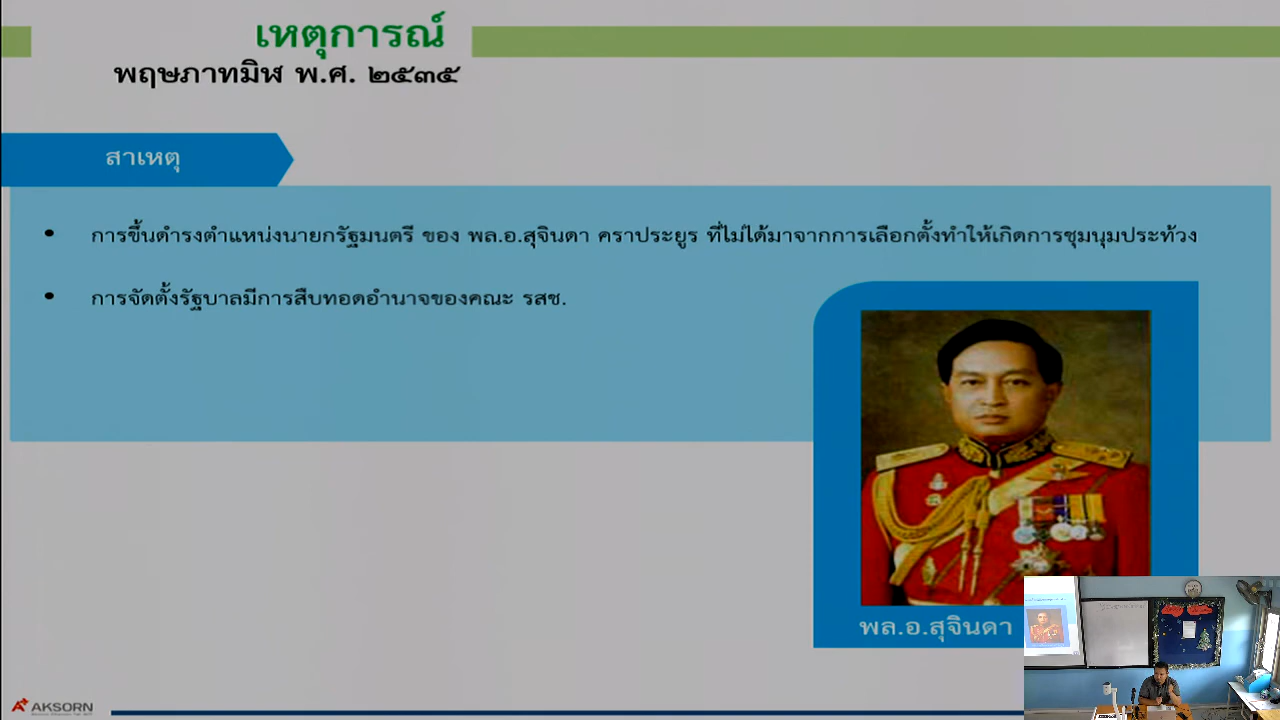 เหตุการณ์
พฤษภาทมิฬ พ.ศ. ๒๕๓๕
สาเหตุ
• การขึ้นดำรงตำแหน่งนายกรัฐมนตรี ของ พล.อ.สุจินดา คราประยูร ที่ไม่ได้มาจากการเลือกตั้งทำให้เกิดการชุมนุมประท้วง
• การจัดตั้งรัฐบาลมีการสืบทอดอำนาจของคณะ รสช.
พล.อ.สุจินดา
AKSORN